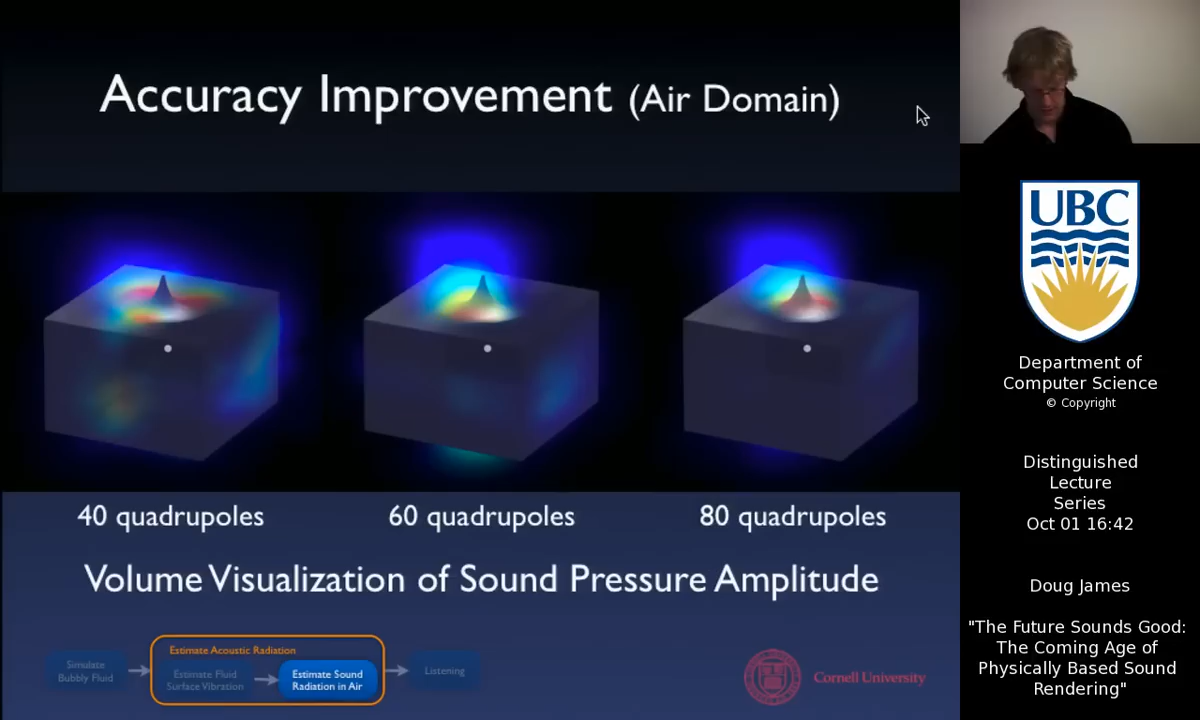 Accuracy Improvement (Air Domain)
40 quadrupoles
60 quadrupoles
80 quadrupoles
Volume Visualization of Sound Pressure Amplitude
Simulate
Bubbly Fluid
Estimate Acoustic Radiation
Estimate Fluid
Surface Vibration
Estimate Sound
Radiation in Air
Listening
Cornell University
UBC
Department of
Computer Science
© Copyright
Distinguished
Lecture
Series
Oct 01 16:42
Doug James
"The Future Sounds Good:
The Coming Age of
Physically Based Sound
Rendering"